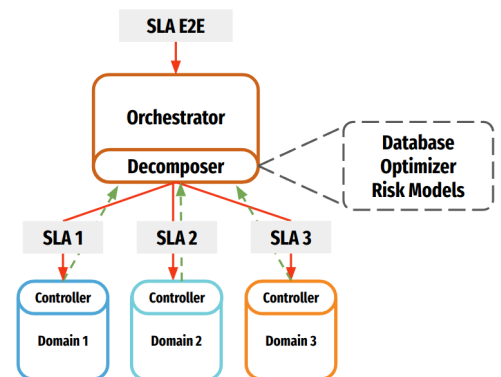 SLA E2E
Orchestrator
Decomposer
Database
Optimizer
Risk Models
SLA 1
SLA 2
SLA 3
Controller
Controller
Controller
Domain 1
Domain 2
Domain 3